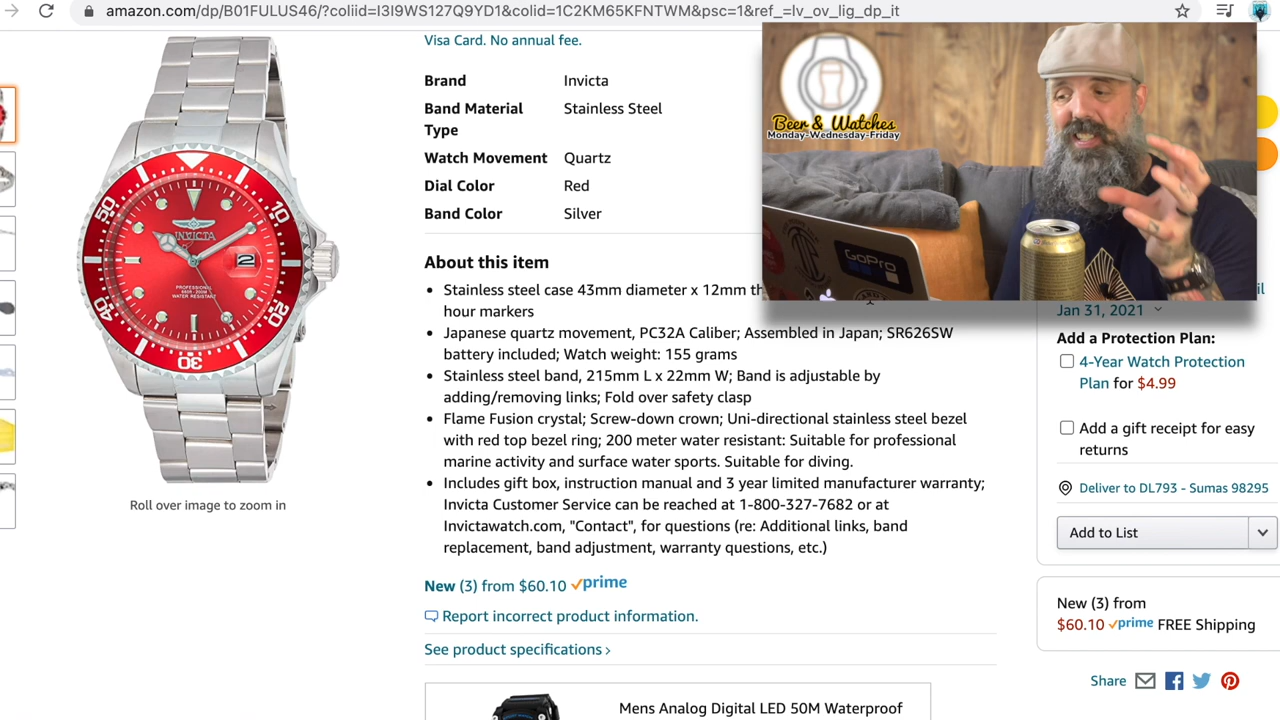 amazon.com/dp/B01FULUS46/?coliid=I3I9WS127Q9YD1&colid=1C2KM65KFNTWM&psc=1&ref_=lv_ov_lig_dp_it
Visa Card. No annual fee.
Brand Invicta
Band Material Stainless Steel
Type
Watch Movement Quartz
Dial Color Red
Band Color Silver
About this item
Stainless steel case 43mm diameter x 12mm th
hour markers
Japanese quartz movement, PC32A Caliber; Assembled in Japan; SR626SW
battery included; Watch weight: 155 grams
Stainless steel band, 215mm L x 22mm W; Band is adjustable by
adding/removing links; Fold over safety clasp
Flame Fusion crystal; Screw-down crown; Uni-directional stainless steel bezel
with red top bezel ring; 200 meter water resistant: Suitable for professional
marine activity and surface water sports. Suitable for diving.
Includes gift box, instruction manual and 3 year limited manufacturer warranty;
Invicta Customer Service can be reached at 1-800-327-7682 or at
Invictawatch.com, "Contact", for questions (re: Additional links, band
replacement, band adjustment, warranty questions, etc.)
New (3) from $60.10 prime
Report incorrect product information.
See product specifications ›
Mens Analog Digital LED 50M Waterproof
50
10
20
30
40
INVICTA
2
PROFESSIONAL
WATER RESISTANT
Roll over image to zoom in
Beer & Watches
Monday-Wednesday-Friday
GoPro
Jan 31, 2021
Add a Protection Plan:
4-Year Watch Protection
Plan for $4.99
Add a gift receipt for easy
returns
Deliver to DL793 - Sumas 98295
Add to List
New (3) from
$60.10 prime FREE Shipping
Share